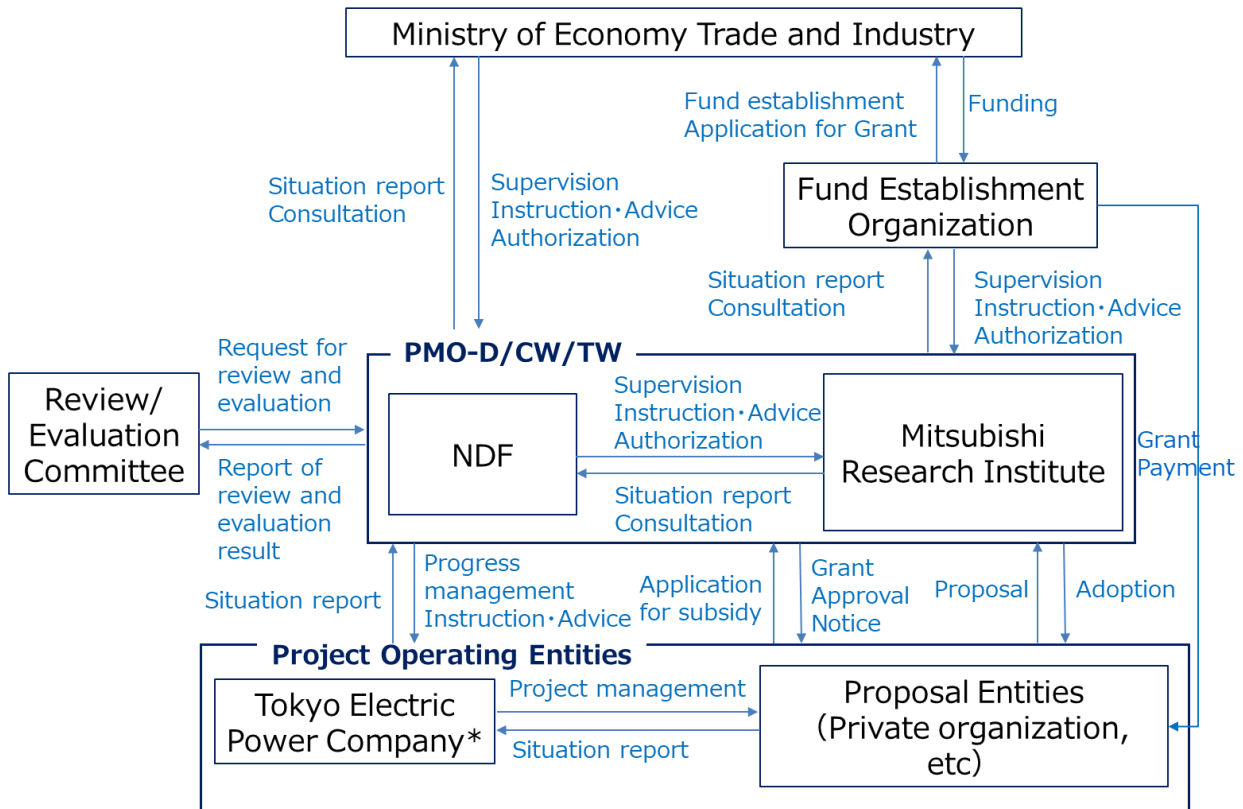 Ministry of Economy Trade and Industry
Fund establishment
Application for Grant
Funding
Situation report
Consultation
Supervision
Instruction・Advice
Authorization
Fund Establishment
Organization
Situation report
Consultation
Supervision
Instruction・Advice
Authorization
PMO-D/CW/TW
Request for
review and
evaluation
Review/
Evaluation
Committee
Report of
review and
evaluation
result
NDF
Supervision
Instruction・Advice
Authorization
Situation report
Consultation
Mitsubishi
Research Institute
Grant
Payment
Situation report
Progress
management
Instruction・Advice
Application
for subsidy
Grant
Approval
Notice
Proposal
Adoption
Project Operating Entities
Tokyo Electric
Power Company*
Project management
Situation report
Proposal Entities
（Private organization,
etc)